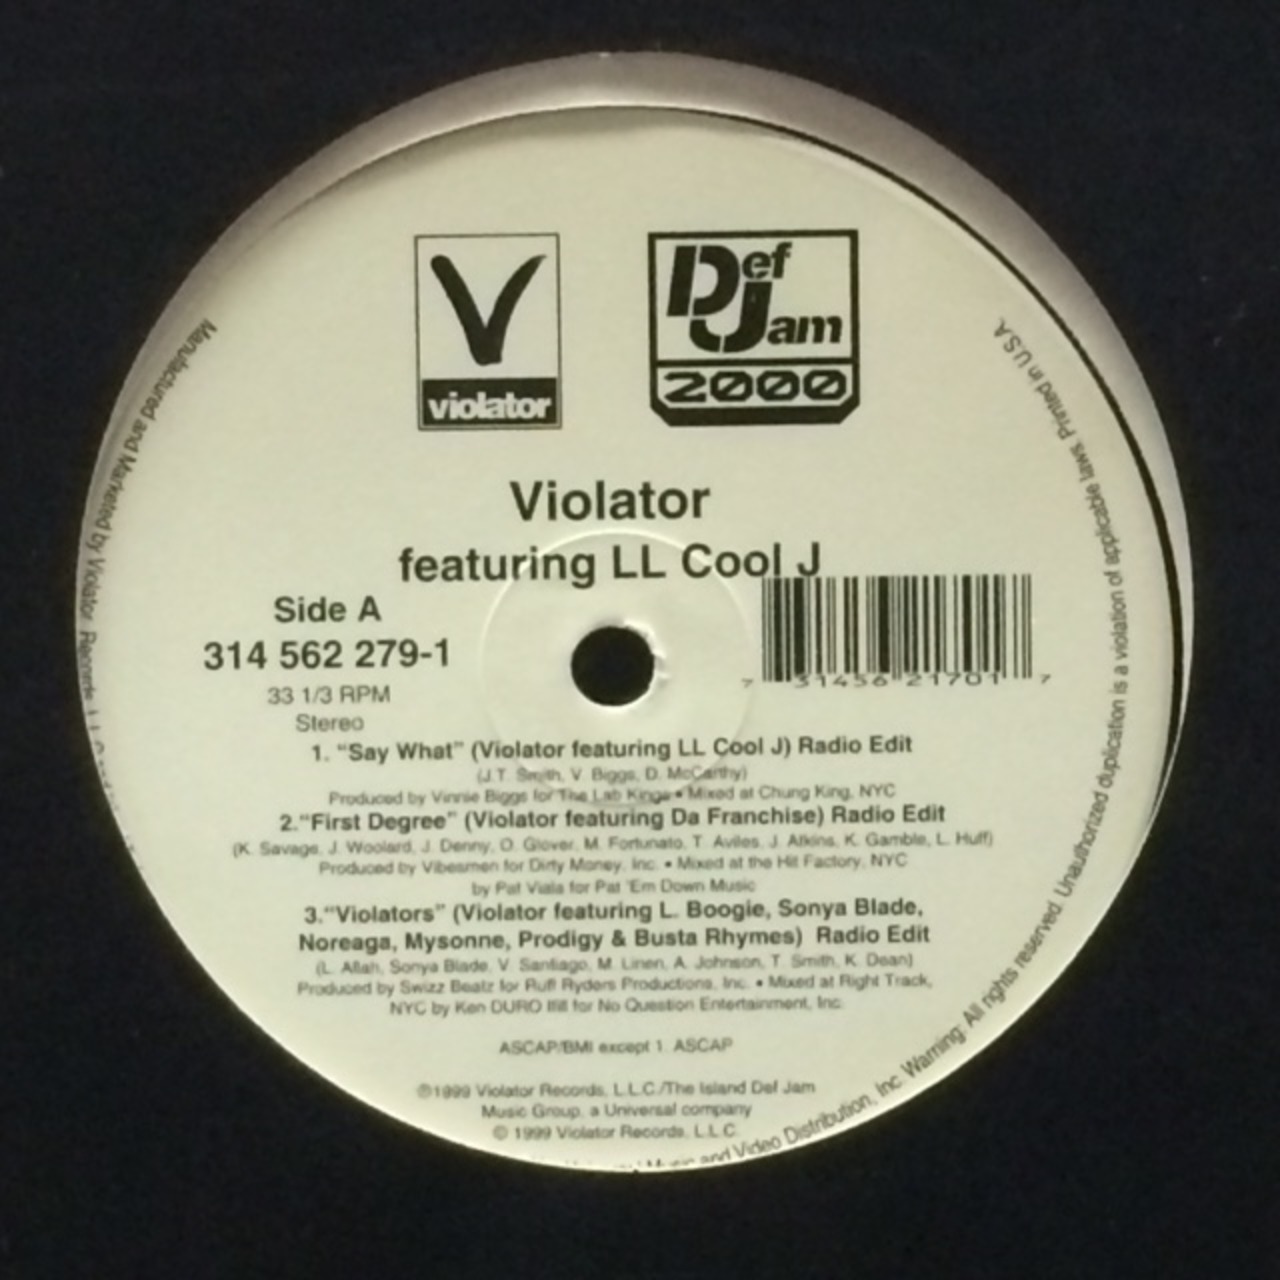 violator
Def Jam
2000
Violator
featuring LL Cool J
Side A
314 562 279-1
33 1/3 RPM
Stereo
7 31456 21701 7
1. “Say What” (Violator featuring LL Cool J) Radio Edit
(J.T. Smith, V. Biggs, D. McCarthy)
Produced by Vinnie Biggs for The Lab Kings • Mixed at Chung King, NYC
2.“First Degree” (Violator featuring Da Franchise) Radio Edit
(K. Savage, J. Woolard, J. Denny, O. Glover, M. Fortunato, T. Aviles, J. Atkins, K. Gamble, L. Huff)
Produced by Vibesmen for Dirty Money, Inc. • Mixed at the Hit Factory, NYC
by Pat Viala for Pat 'Em Down Music
3.“Violators” (Violator featuring L. Boogie, Sonya Blade,
Noreaga, Mysonne, Prodigy & Busta Rhymes) Radio Edit
(L. Allah, Sonya Blade, V. Santiago, M. Linen, A. Johnson, T. Smith, K. Dean)
Produced by Swizz Beatz for Ruff Ryders Productions, Inc. • Mixed at Right Track,
NYC by Ken DURO Ifill for No Question Entertainment, Inc.
ASCAP/BMI except 1. ASCAP
℗1999 Violator Records, L.L.C./The Island Def Jam
Music Group, a Universal company
© 1999 Violator Records, L.L.C.
Manufactured and Marketed by Violator Records, L.L.C. Music and Video Distribution, Inc. Warning: All rights reserved. Unauthorized duplication is a violation of applicable laws. Printed in U.S.A.